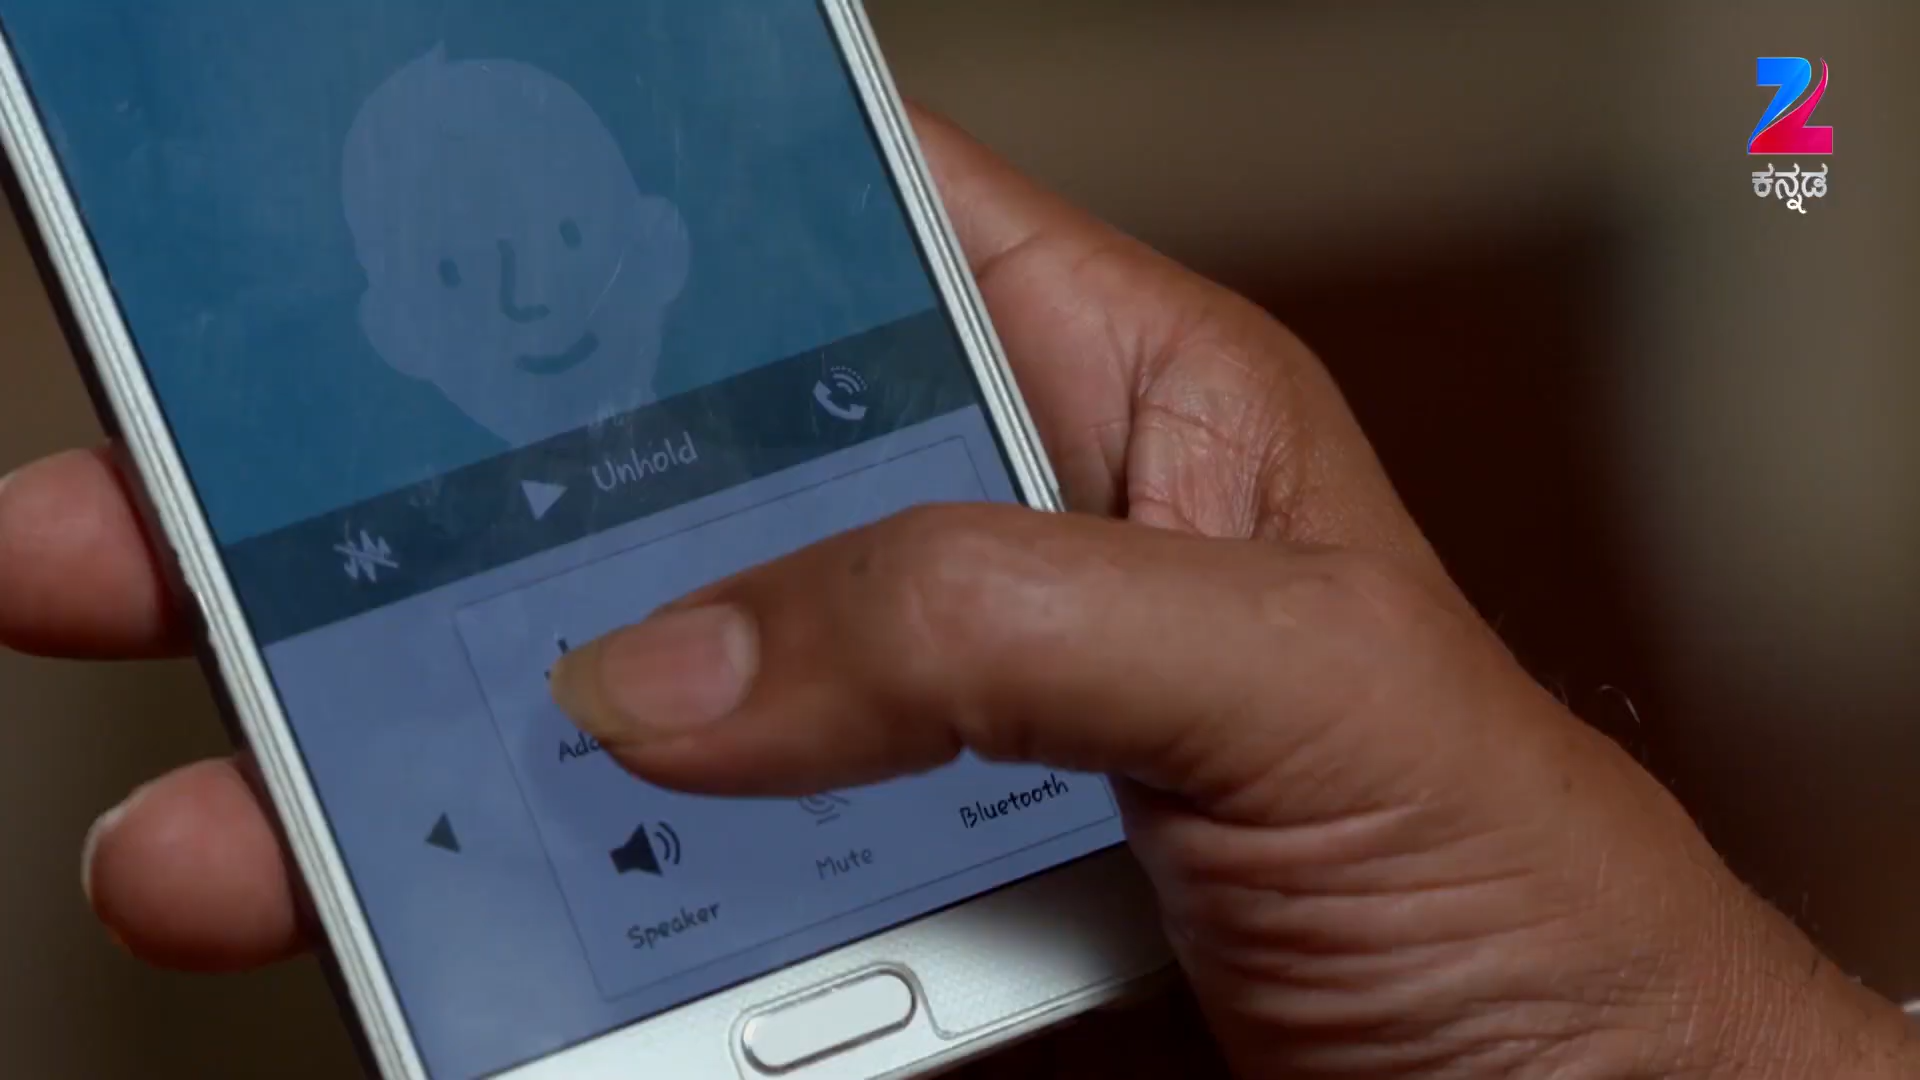 ಕನ್ನಡ
Unhold
Speaker
Mute
Bluetooth